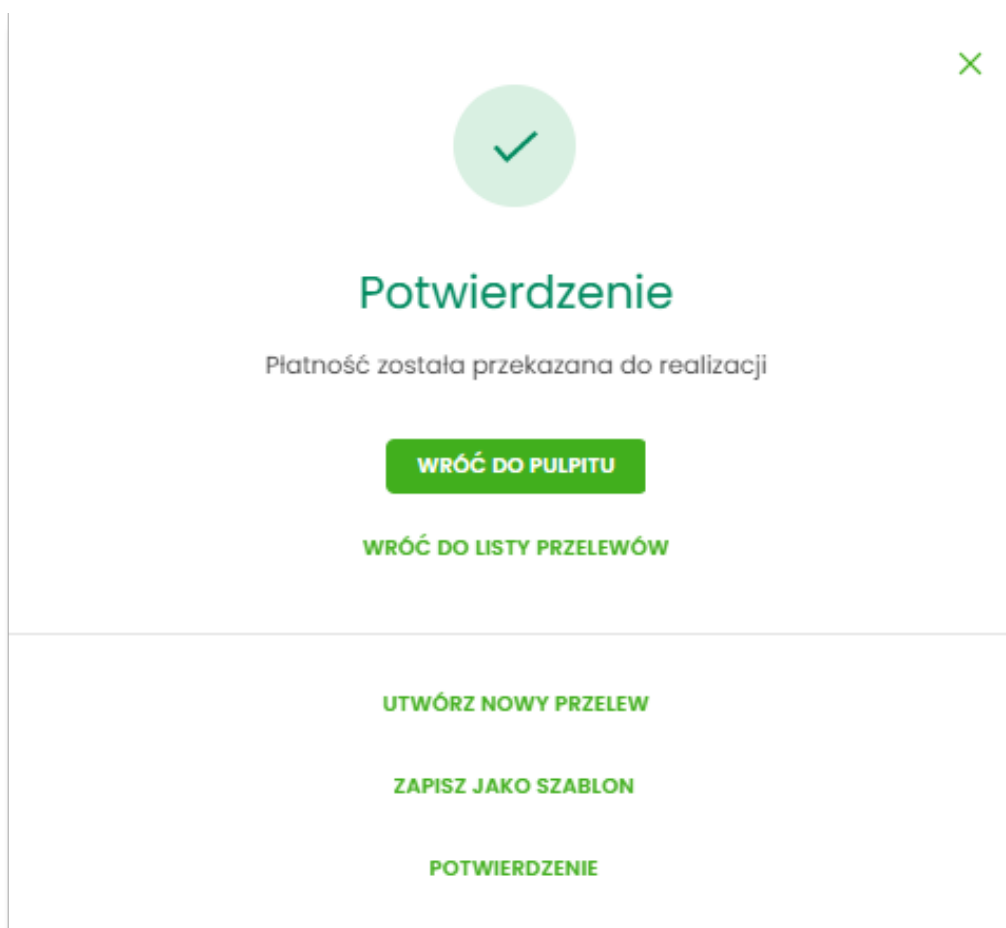 Potwierdzenie
Płatność została przekazana do realizacji
WRÓĆ DO PULPITU
WRÓĆ DO LISTY PRZELEWÓW
UTWÓRZ NOWY PRZELEW
ZAPISZ JAKO SZABLON
POTWIERDZENIE